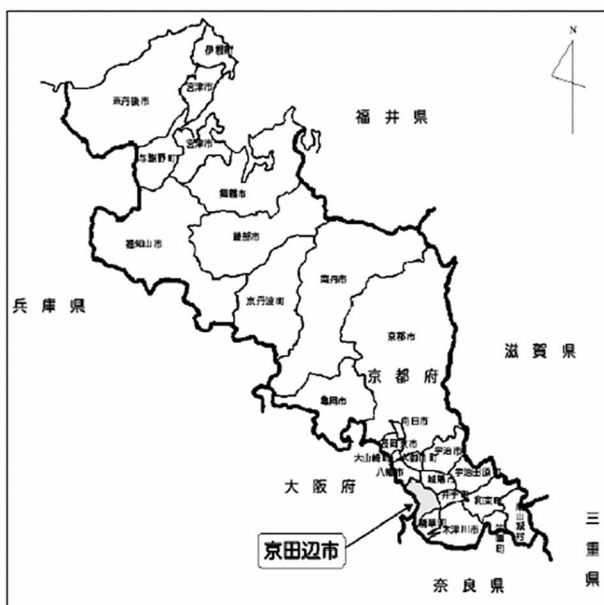 N
伊根町
京丹後市
宮津市
福井県
与謝野町
宮津市
舞鶴市
福知山市
綾部市
南丹市
兵庫県
京丹波町
京都市
滋賀県
京都府
亀岡市
向日市
長岡京市
宇治市
大山崎町
久御山町
八幡市
宇治田原町
大阪府
城陽市
井手町
和束町
南山城村
精華町
木津川市
笠置町
京田辺市
三重県
奈良県